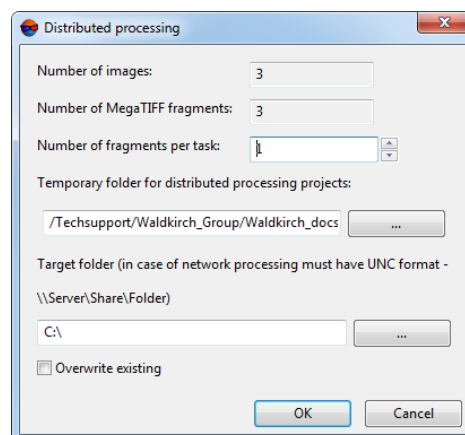 Distributed processing
Number of images: 3
Number of MegaTIFF fragments: 3
Number of fragments per task: 1
Temporary folder for distributed processing projects:
/Techsupport/Waldkirch_Group/Waldkirch_docs ...
Target folder (in case of network processing must have UNC format -
\\Server\Share\Folder)
C:\ ...
Overwrite existing
OK Cancel